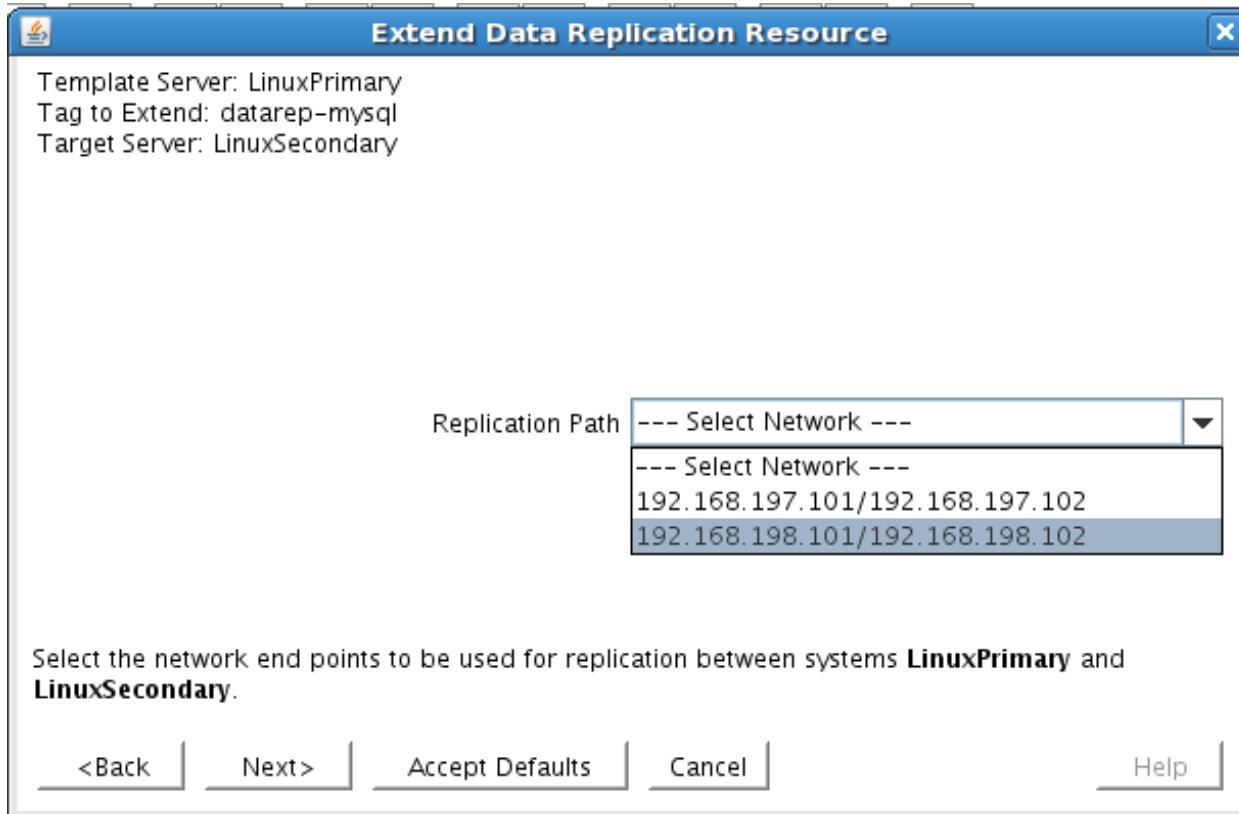 Extend Data Replication Resource
Template Server: LinuxPrimary
Tag to Extend: datarep-mysql
Target Server: LinuxSecondary
Replication Path --- Select Network ---
--- Select Network ---
192.168.197.101/192.168.197.102
192.168.198.101/192.168.198.102
Select the network end points to be used for replication between systems LinuxPrimary and
LinuxSecondary.
<Back Next> Accept Defaults Cancel Help